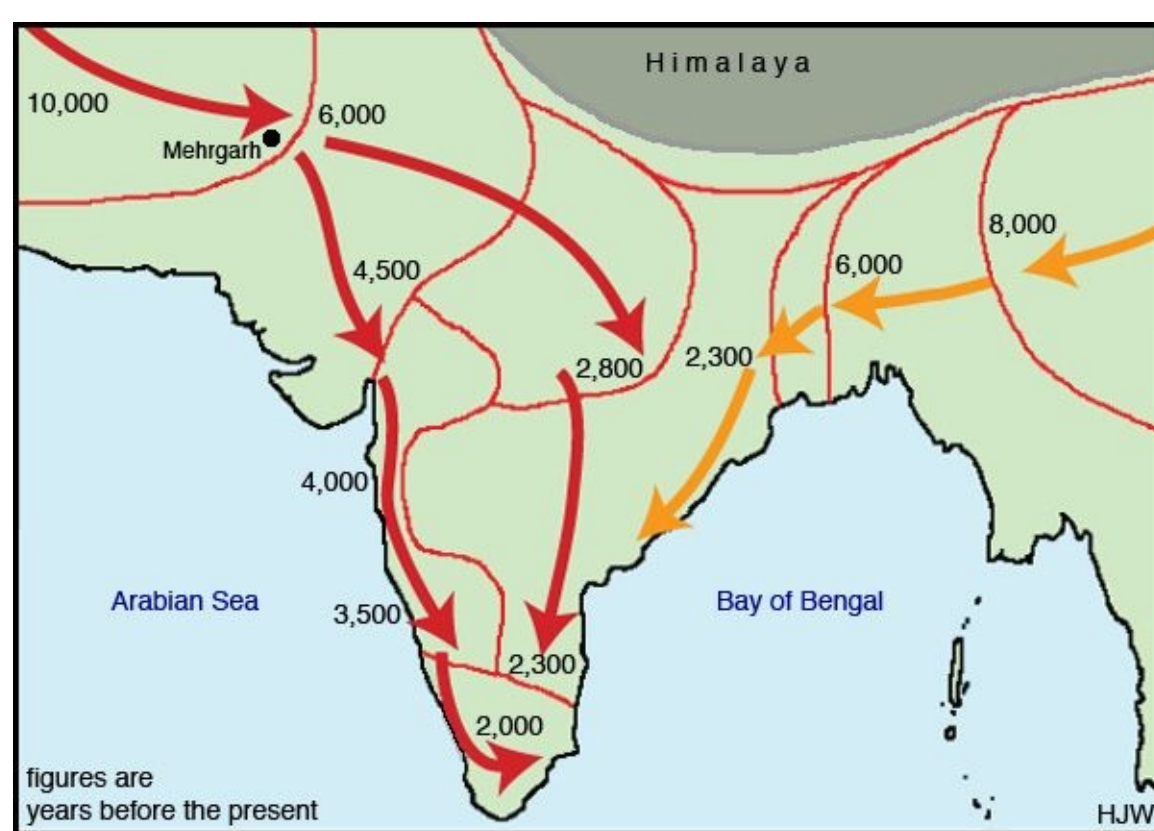 Himalaya
10,000
6,000
Mehrgarh
8,000
4,500
6,000
2,800
2,300
4,000
3,500
Arabian Sea
Bay of Bengal
2,300
2,000
figures are
years before the present
HJW